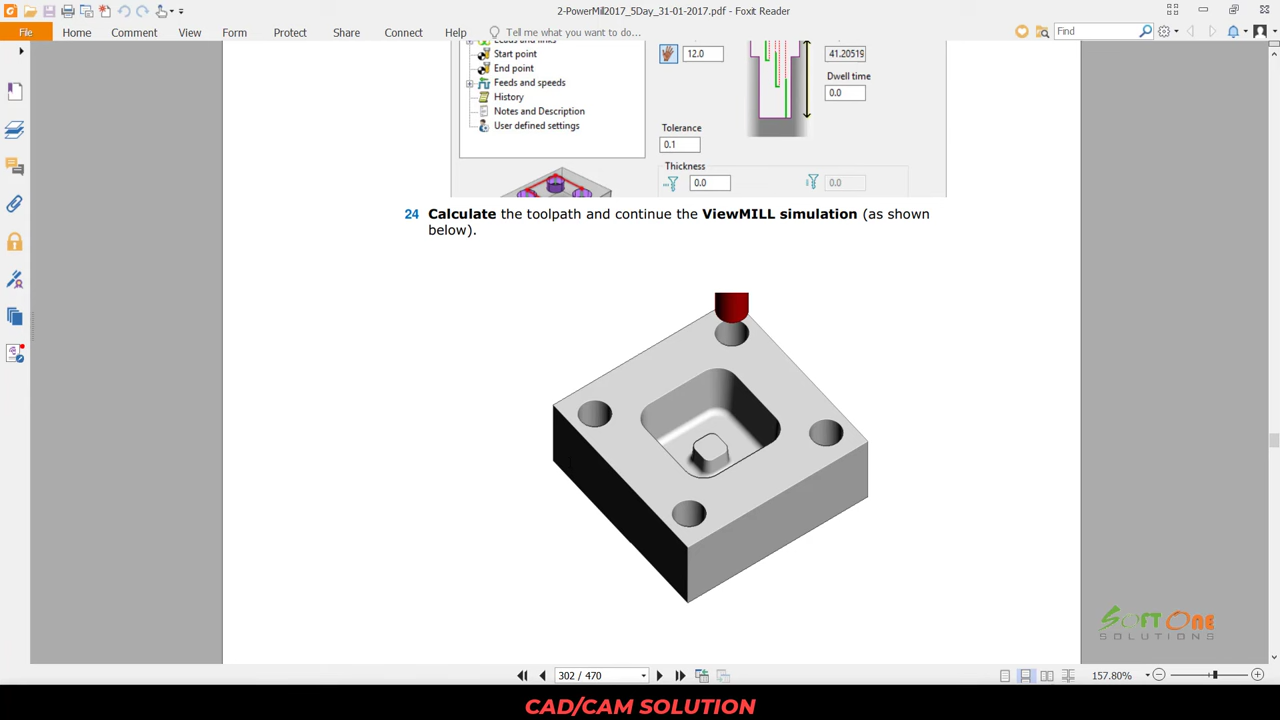 2-PowerMill2017_5Day_31-01-2017.pdf - Foxit Reader
File Home Comment View Form Protect Share Connect Help Tell me what you want to do... Find
Leads and links
Start point
End point
Feeds and speeds
History
Notes and Description
User defined settings
12.0
41.20519
Dwell time
0.0
Tolerance
0.1
Thickness
0.0
0.0
24 Calculate the toolpath and continue the ViewMILL simulation (as shown
below).
SOFT ONE
SOLUTIONS
302 / 470
157.80%
CAD/CAM SOLUTION